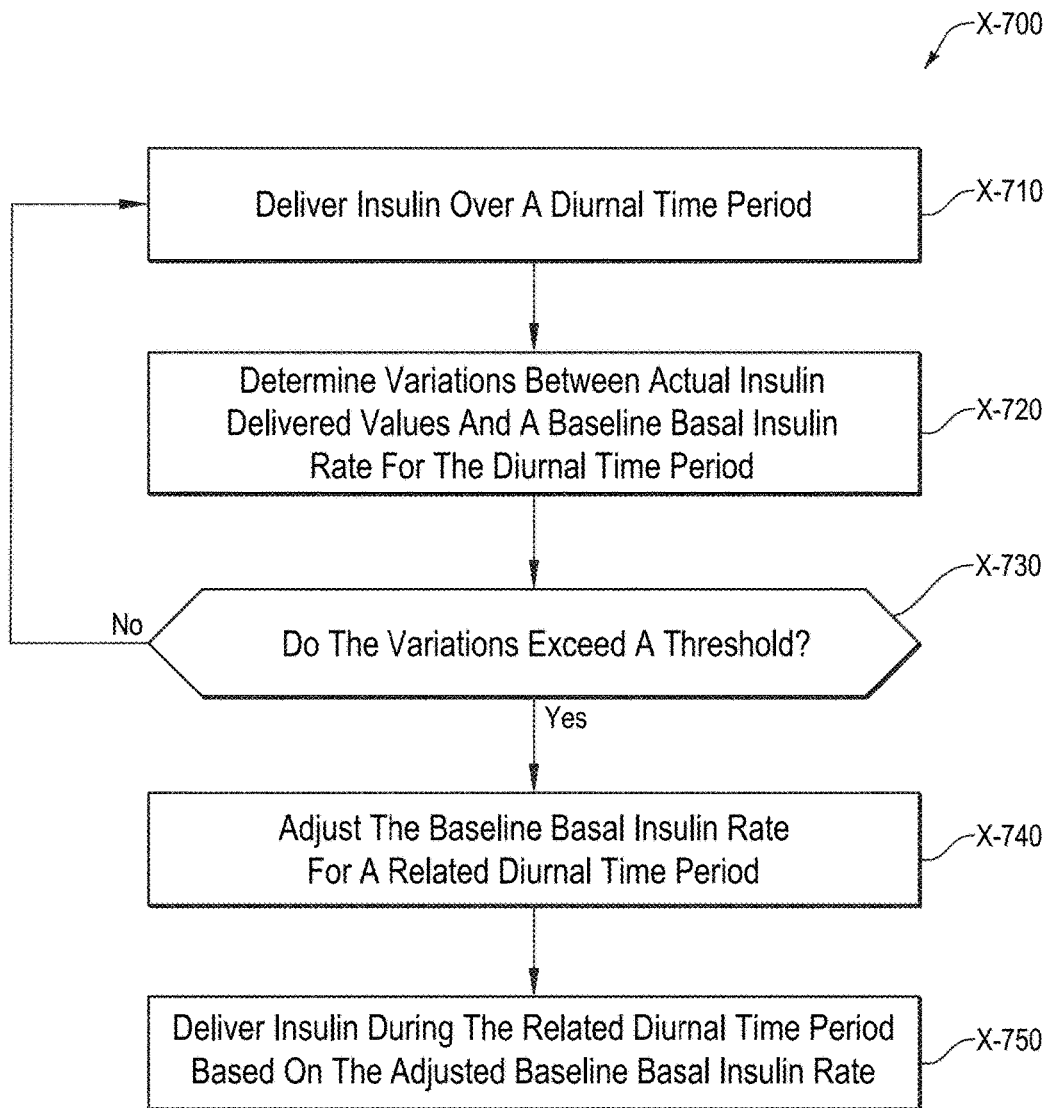 X-700
Deliver Insulin Over A Diurnal Time Period
X-710
Determine Variations Between Actual Insulin
Delivered Values And A Baseline Basal Insulin
Rate For The Diurnal Time Period
X-720
X-730
No
Do The Variations Exceed A Threshold?
Yes
Adjust The Baseline Basal Insulin Rate
For A Related Diurnal Time Period
X-740
Deliver Insulin During The Related Diurnal Time Period
Based On The Adjusted Baseline Basal Insulin Rate
X-750